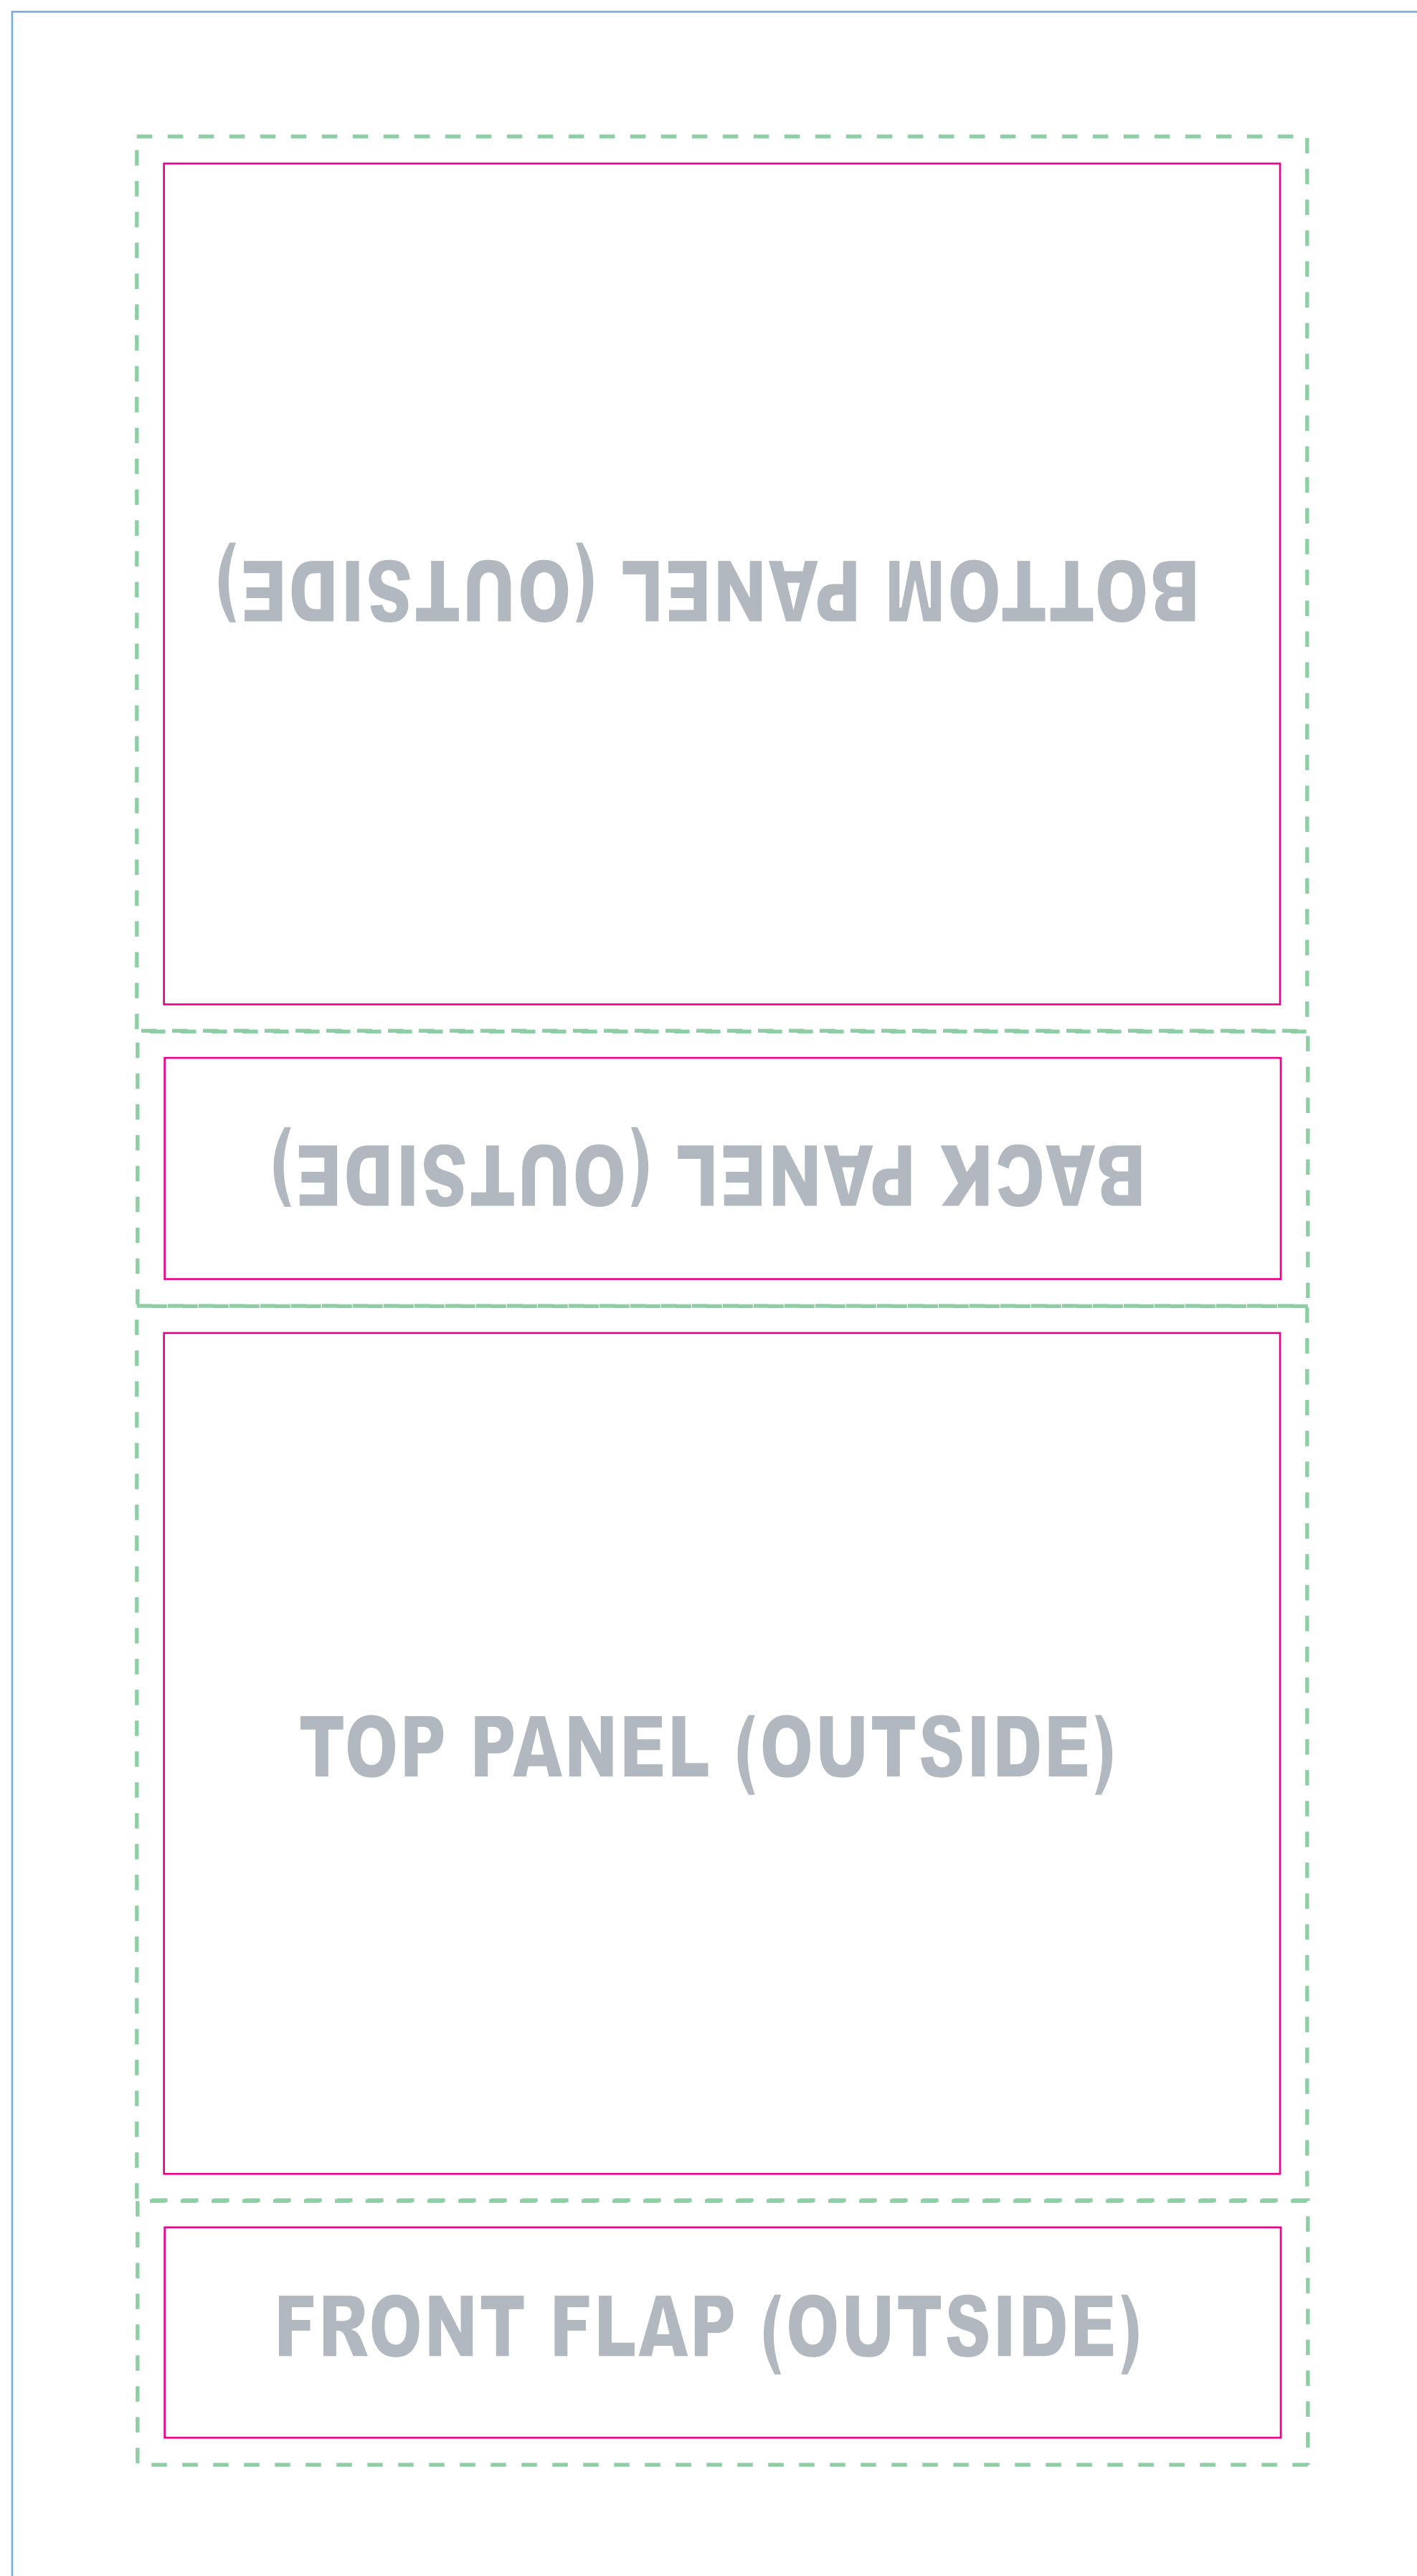 BOTTOM PANEL (OUTSIDE)
BACK PANEL (OUTSIDE)
TOP PANEL (OUTSIDE)
FRONT FLAP (OUTSIDE)